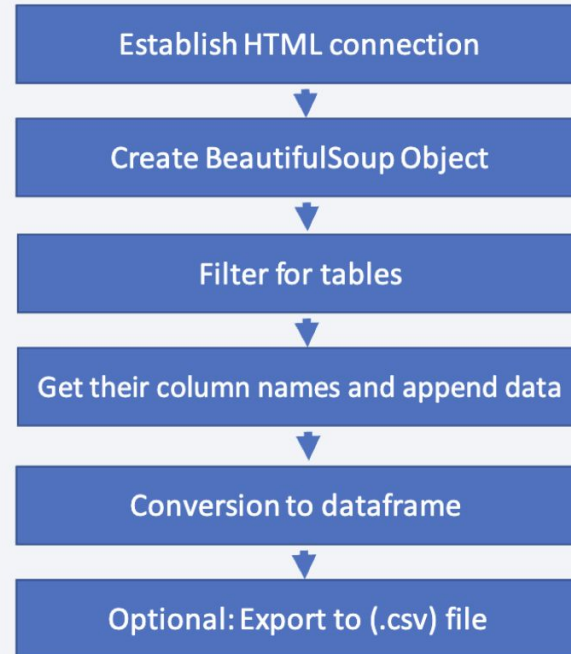 Establish HTML connection
Create BeautifulSoup Object
Filter for tables
Get their column names and append data
Conversion to dataframe
Optional: Export to (.csv) file